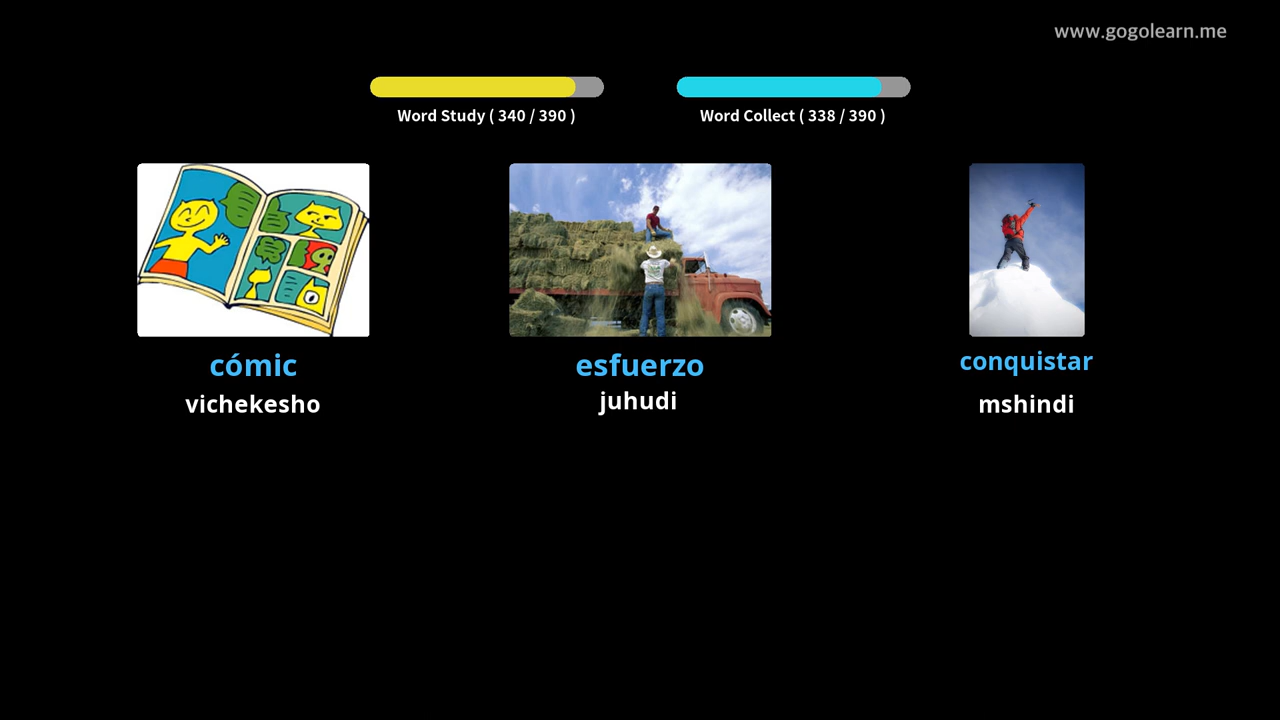 www.gogolearn.me
Word Study ( 340 / 390 )
Word Collect ( 338 / 390 )
cómic
vichekesho
esfuerzo
juhudi
conquistar
mshindi